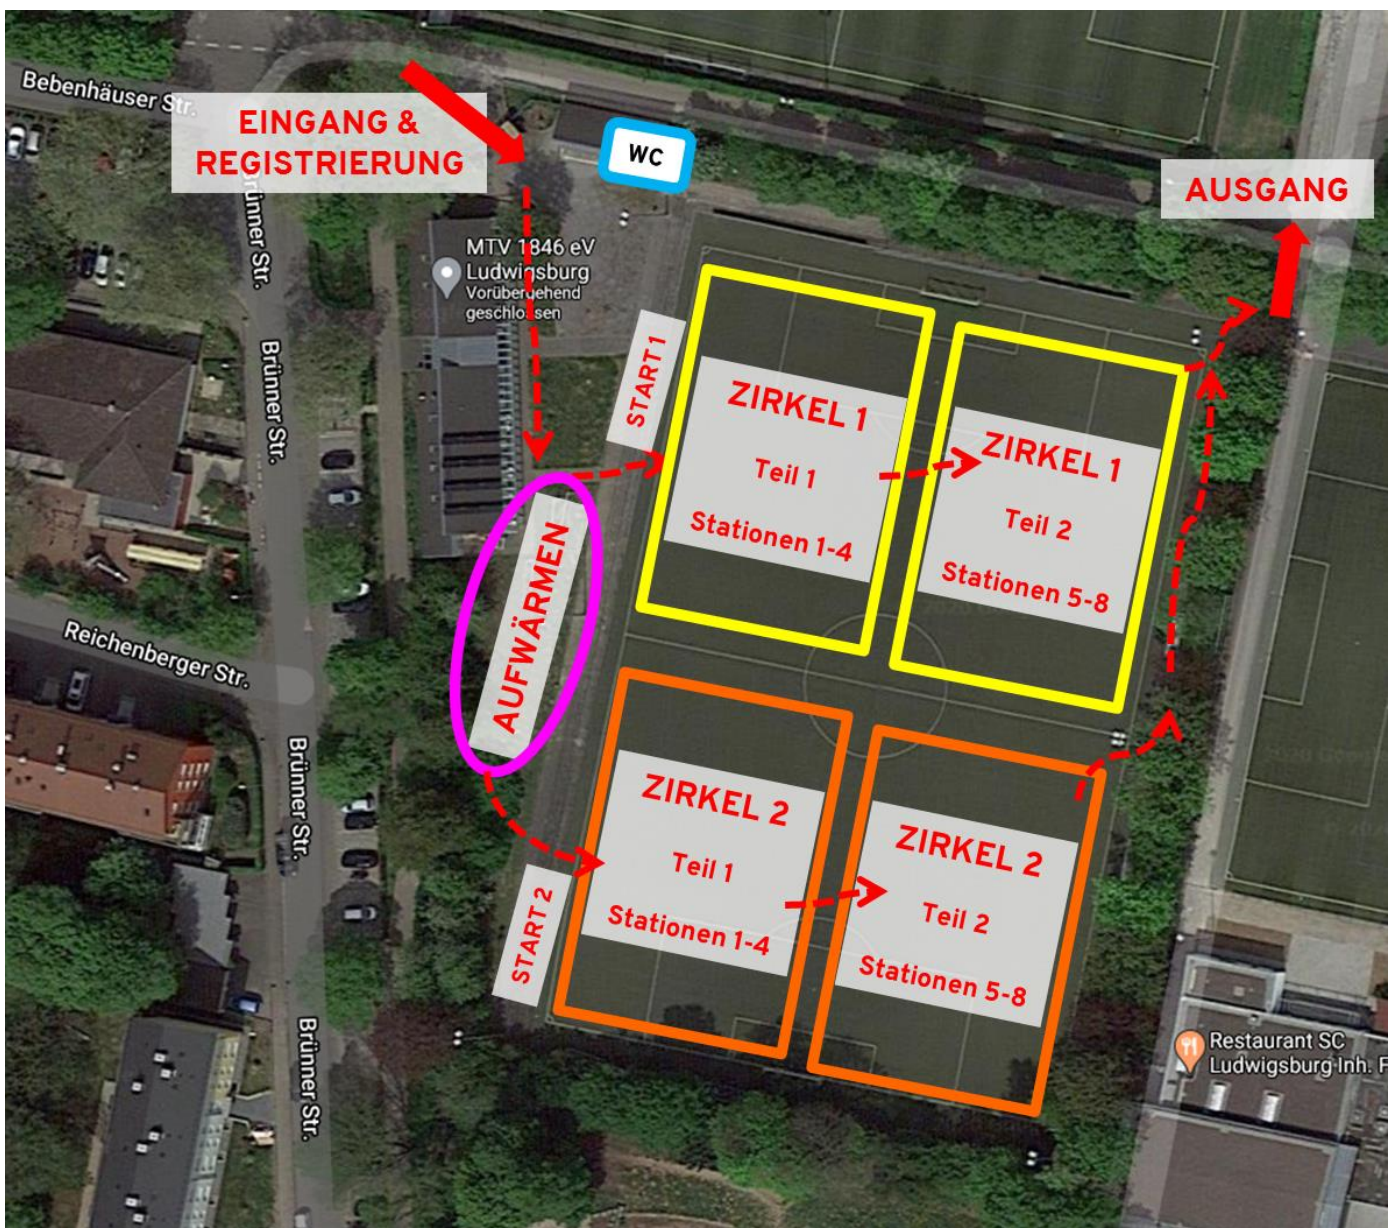 Bebenhäuser Str.
EINGANG &
REGISTRIERUNG
WC
AUSGANG
Brünner Str.
MTV 1846 eV
Ludwigsburg
Vorübergehend
geschlossen
START 1
Brünner Str.
ZIRKEL 1
Teil 1
Stationen 1-4
ZIRKEL 1
Teil 2
Stationen 5-8
AUFWÄRMEN
Reichenberger Str.
Brünner Str.
ZIRKEL 2
Teil 1
Stationen 1-4
ZIRKEL 2
Teil 2
Stationen 5-8
START 2
Brünner Str.
Restaurant SC
Ludwigsburg Inh. F